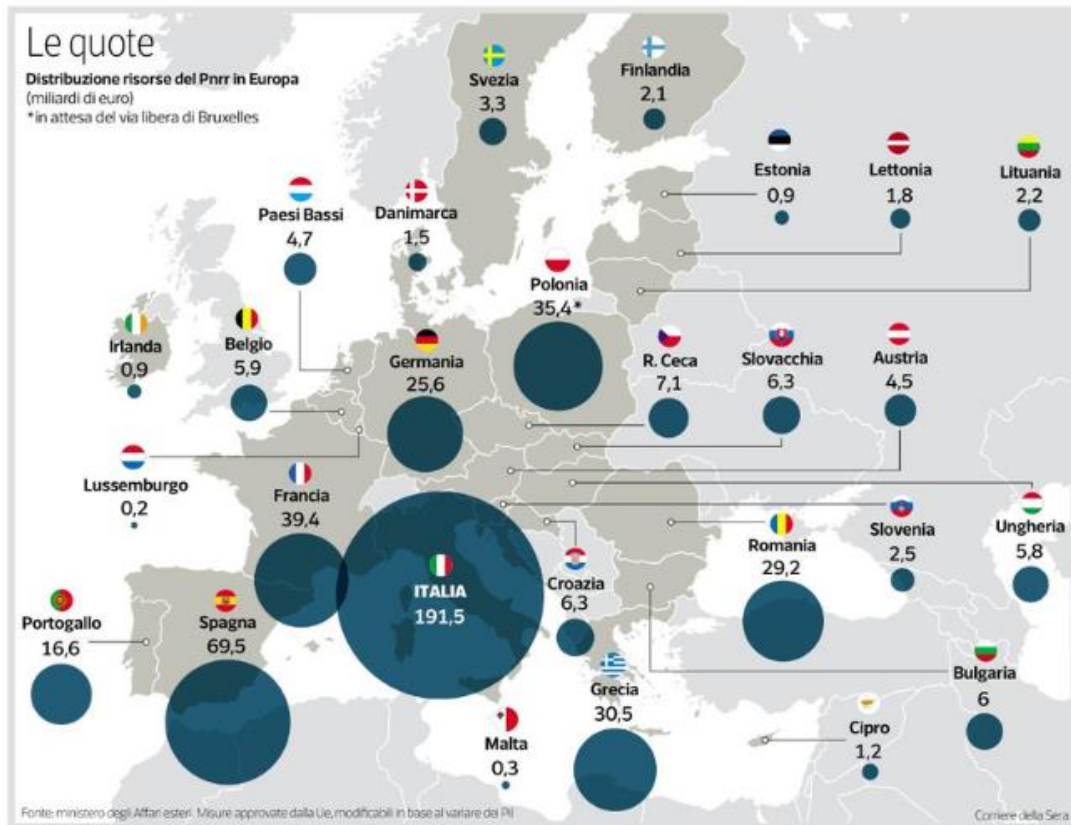 Le quote
Distribuzione risorse del Pnrr in Europa
(miliardi di euro)
*in attesa del via libera di Bruxelles
Svezia
3,3
Finlandia
2,1
Estonia
0,9
Lettonia
1,8
Lituania
2,2
Paesi Bassi
4,7
Danimarca
1,5
Polonia
35,4*
Irlanda
0,9
Belgio
5,9
Germania
25,6
R. Ceca
7,1
Slovacchia
6,3
Austria
4,5
Lussemburgo
0,2
Francia
39,4
ITALIA
191,5
Croazia
6,3
Romania
29,2
Slovenia
2,5
Ungheria
5,8
Portogallo
16,6
Spagna
69,5
Grecia
30,5
Malta
0,3
Cipro
1,2
Bulgaria
6
Fonte: ministero degli Affari esteri. Misure approvate dalla Ue, modificabili in base al variare dei Pil
Corriere della Sera